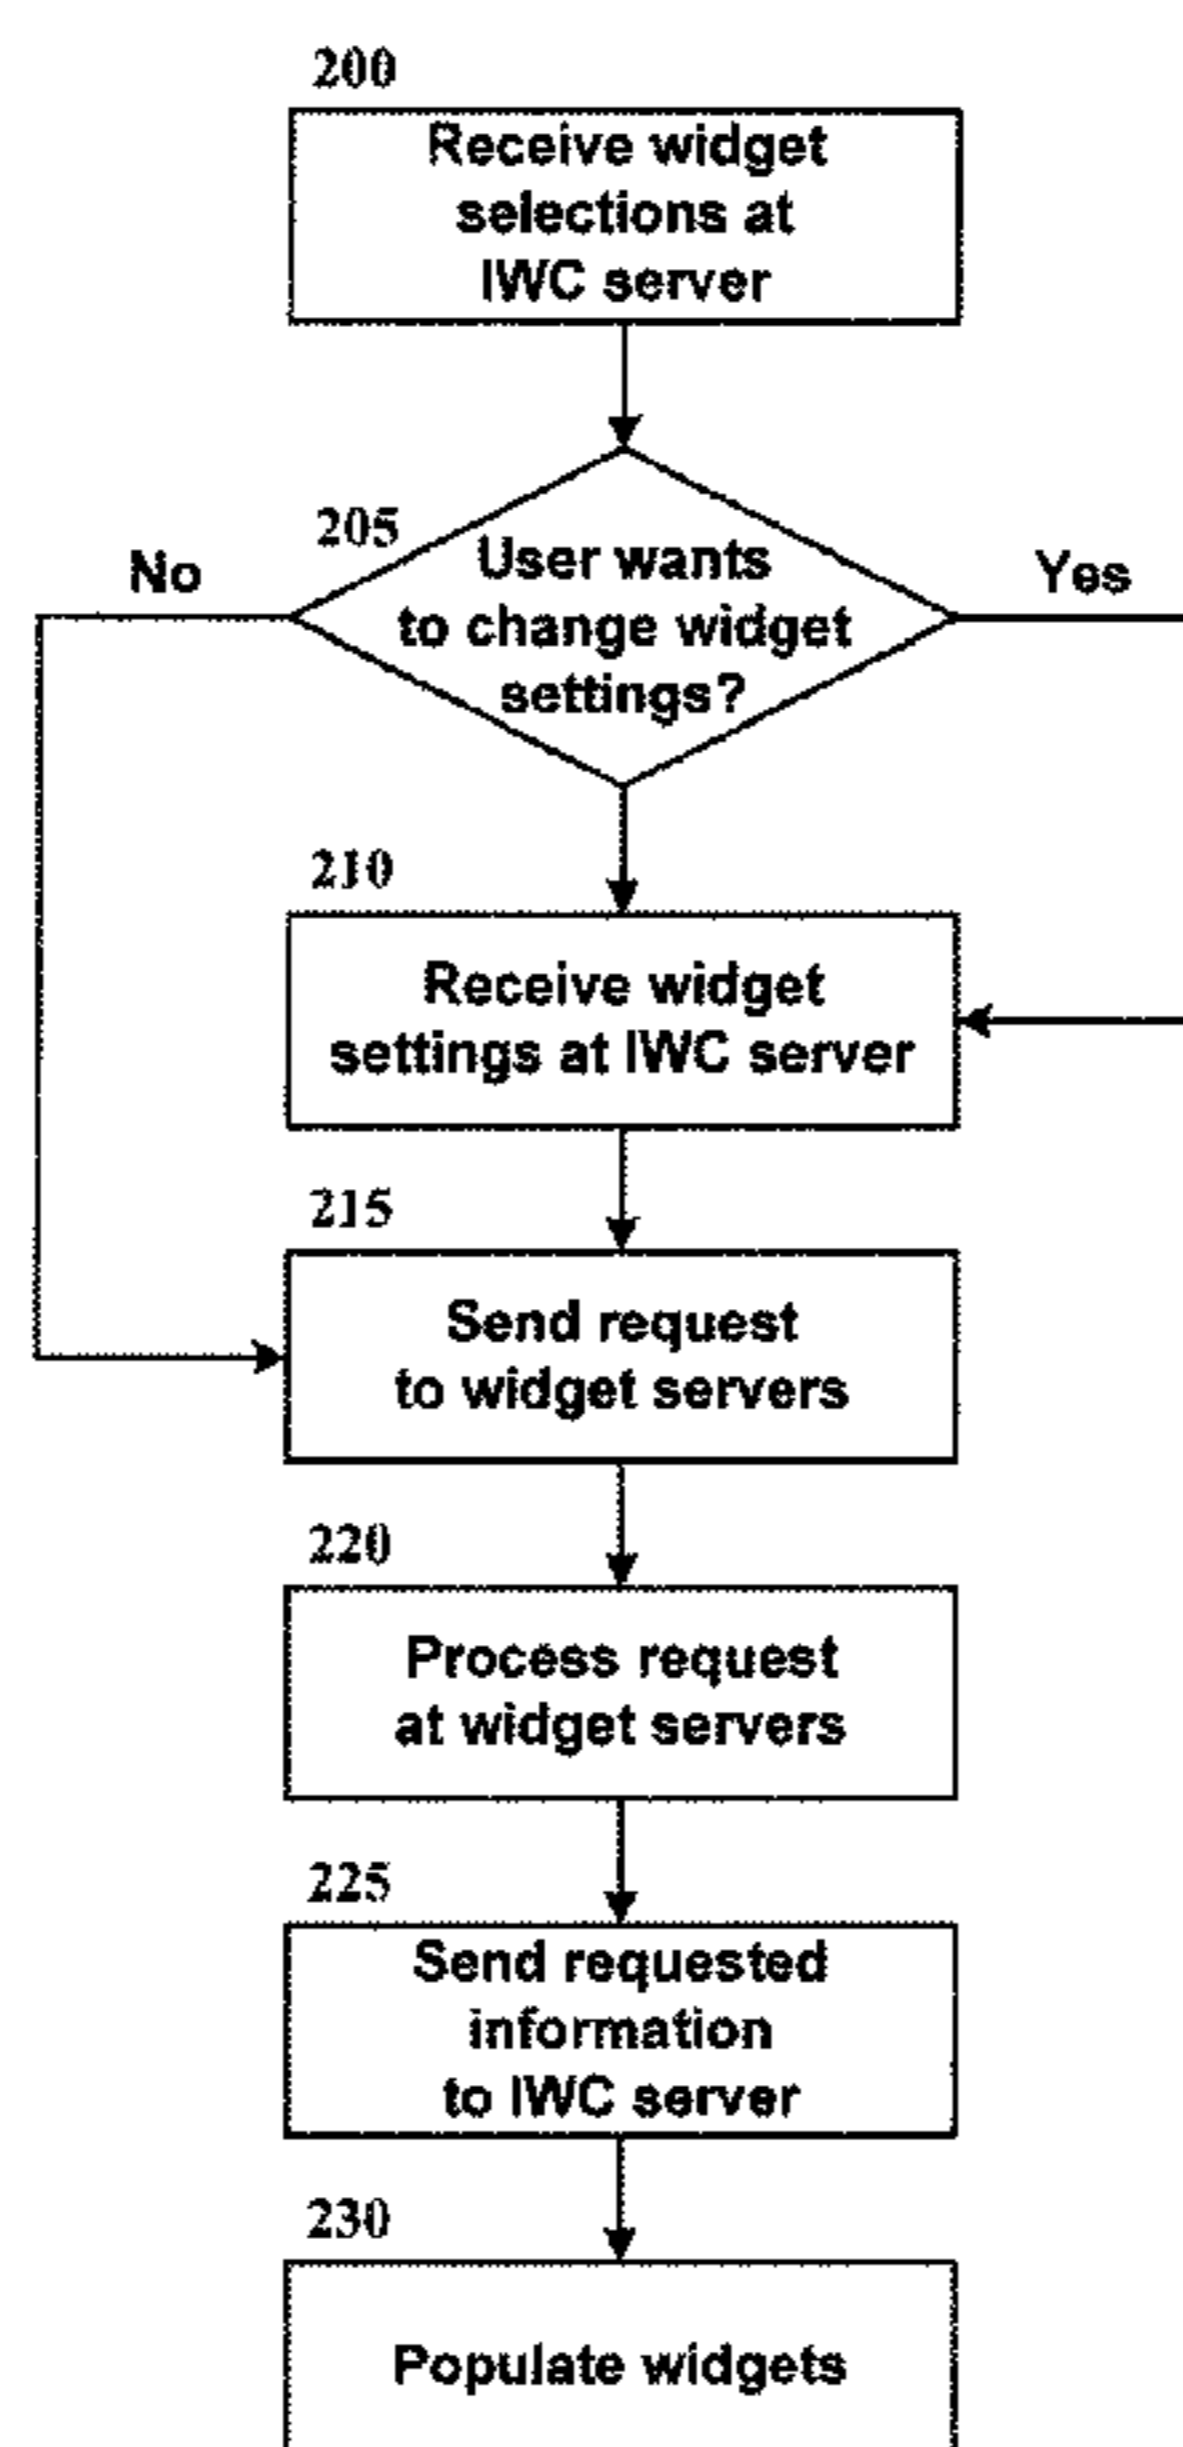 200
Receive widget
selections at
IWC server
205
No
User wants
to change widget
settings?
Yes
210
Receive widget
settings at IWC server
215
Send request
to widget servers
220
Process request
at widget servers
225
Send requested
information
to IWC server
230
Populate widgets